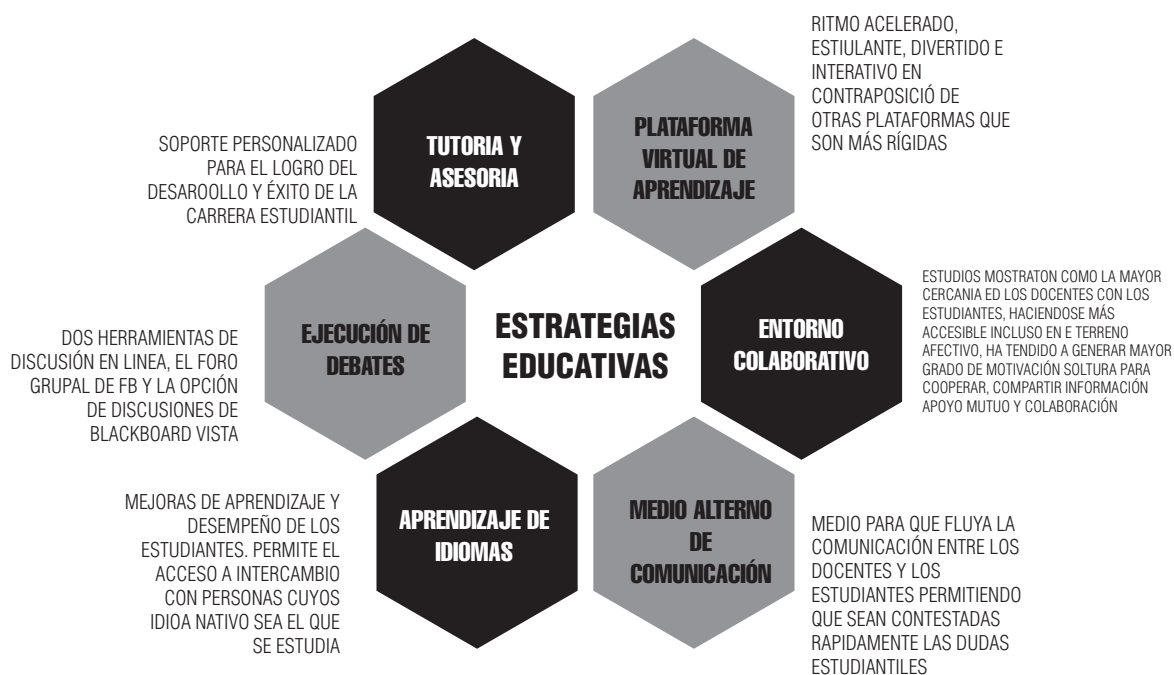 RITMO ACELERADO,
ESTIULANTE, DIVERTIDO E
INTERATIVO EN
CONTRAPOSICIÓ DE
OTRAS PLATAFORMAS QUE
SON MÁS RÍGIDAS
PLATAFORMA
VIRTUAL DE
APRENDIZAJE
TUTORIA Y
ASESORIA
SOPORTE PERSONALIZADO
PARA EL LOGRO DEL
DESAROOLLO Y ÉXITO DE LA
CARRERA ESTUDIANTIL
ESTRATEGIAS
EDUCATIVAS
ENTORNO
COLABORATIVO
ESTUDIOS MOSTRATON COMO LA MAYOR
CERCANIA ED LOS DOCENTES CON LOS
ESTUDIANTES, HACIENDOSE MÁS
ACCESIBLE INCLUSO EN E TERRENO
AFECTIVO, HA TENDIDO A GENERAR MAYOR
GRADO DE MOTIVACIÓN SOLTURA PARA
COOPERAR, COMPARTIR INFORMACIÓN
APOYO MUTUO Y COLABORACIÓN
EJECUCIÓN DE
DEBATES
DOS HERRAMIENTAS DE
DISCUSIÓN EN LINEA, EL FORO
GRUPAL DE FB Y LA OPCIÓN
DE DISCUSIONES DE
BLACKBOARD VISTA
APRENDIZAJE DE
IDIOMAS
MEJORAS DE APRENDIZAJE Y
DESEMPEÑO DE LOS
ESTUDIANTES. PERMITE EL
ACCESO A INTERCAMBIO
CON PERSONAS CUYOS
IDIOA NATIVO SEA EL QUE
SE ESTUDIA
MEDIO ALTERNO
DE
COMUNICACIÓN
MEDIO PARA QUE FLUYA LA
COMUNICACIÓN ENTRE LOS
DOCENTES Y LOS
ESTUDIANTES PERMITIENDO
QUE SEAN CONTESTADAS
RAPIDAMENTE LAS DUDAS
ESTUDIANTILES